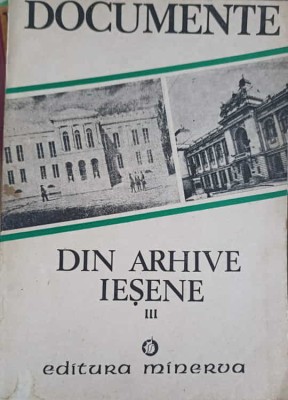 DOCUMENTE
DIN ARHIVE
IEȘENE
III
editura minerva